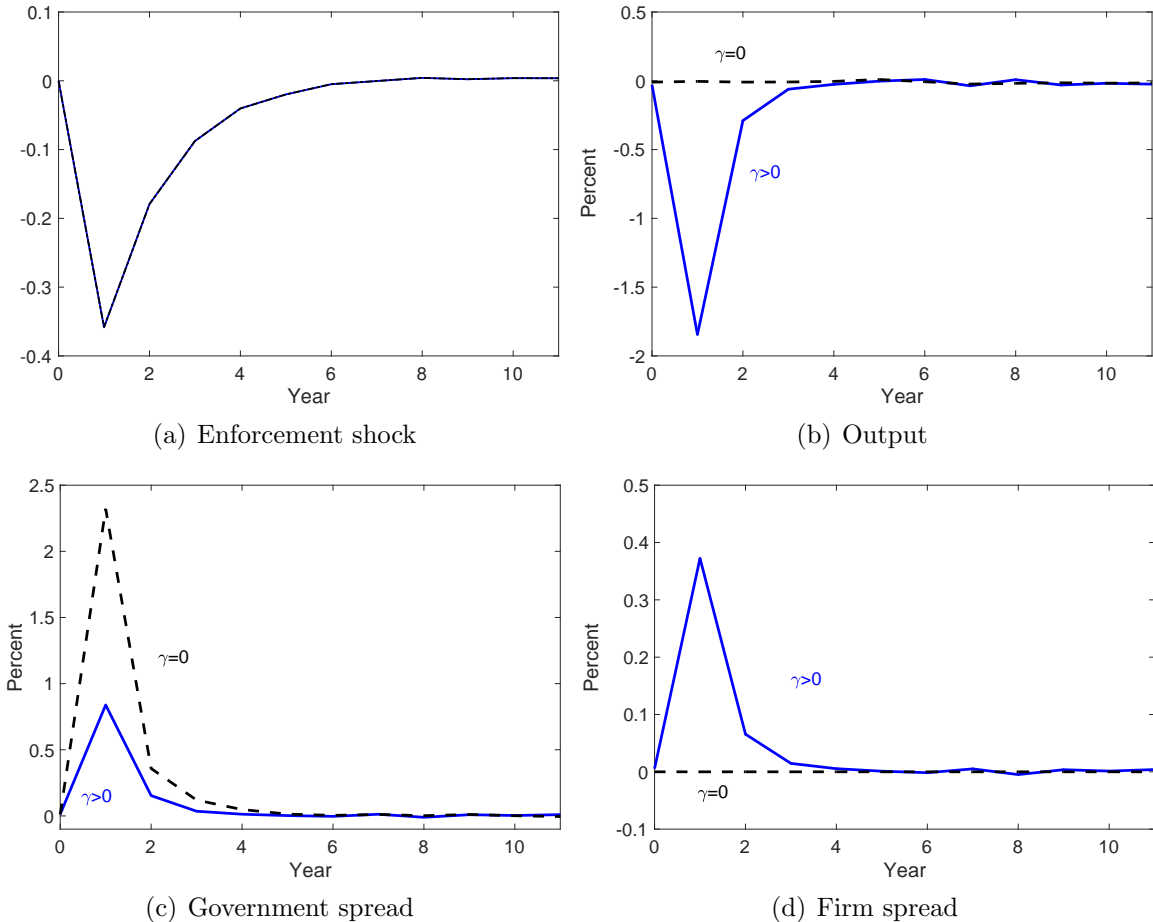 0.1
0
-0.1
-0.2
-0.3
-0.4
0 2 4 6 8 10
Year
(a) Enforcement shock
0.5
0
-0.5
-1
-1.5
-2
Percent
γ=0
γ>0
0 2 4 6 8 10
Year
(b) Output
2.5
2
1.5
1
0.5
0
Percent
γ=0
γ>0
0 2 4 6 8 10
Year
(c) Government spread
0.5
0.4
0.3
0.2
0.1
0
-0.1
Percent
γ>0
γ=0
0 2 4 6 8 10
Year
(d) Firm spread